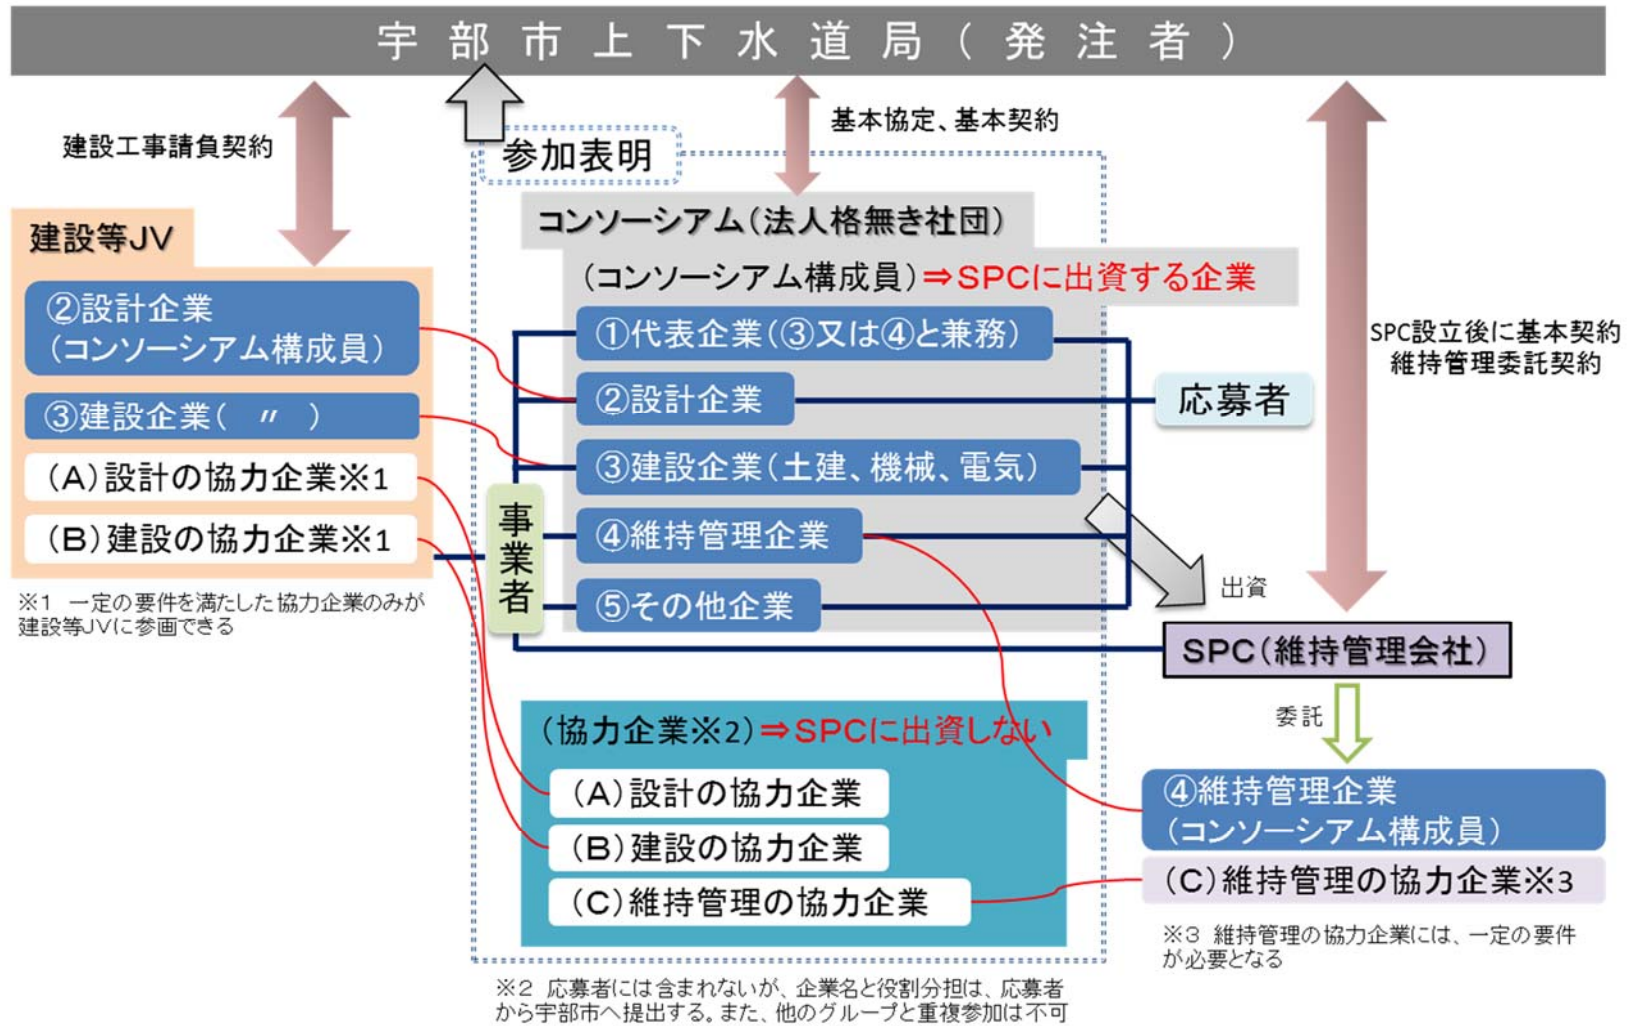 宇部市上下水道局(発注者)
建設工事請負契約
参加表明
基本協定、基本契約
建設等JV
②設計企業
(コンソーシアム構成員)
③建設企業( 〃 )
(A)設計の協力企業※1
(B)建設の協力企業※1
※1 一定の要件を満たした協力企業のみが
建設等JVに参画できる
コンソーシアム(法人格無き社団)
(コンソーシアム構成員)⇒SPCに出資する企業
①代表企業(③又は④と兼務)
②設計企業
③建設企業(土建、機械、電気)
④維持管理企業
⑤その他企業
事業者
応募者
出資
SPC設立後に基本契約
維持管理委託契約
SPC(維持管理会社)
委託
(協力企業※2)⇒SPCに出資しない
(A)設計の協力企業
(B)建設の協力企業
(C)維持管理の協力企業
④維持管理企業
(コンソーシアム構成員)
(C)維持管理の協力企業※3
※3 維持管理の協力企業には、一定の要件
が必要となる
※2 応募者には含まれないが、企業名と役割分担は、応募者
から宇部市へ提出する。また、他のグループと重複参加は不可